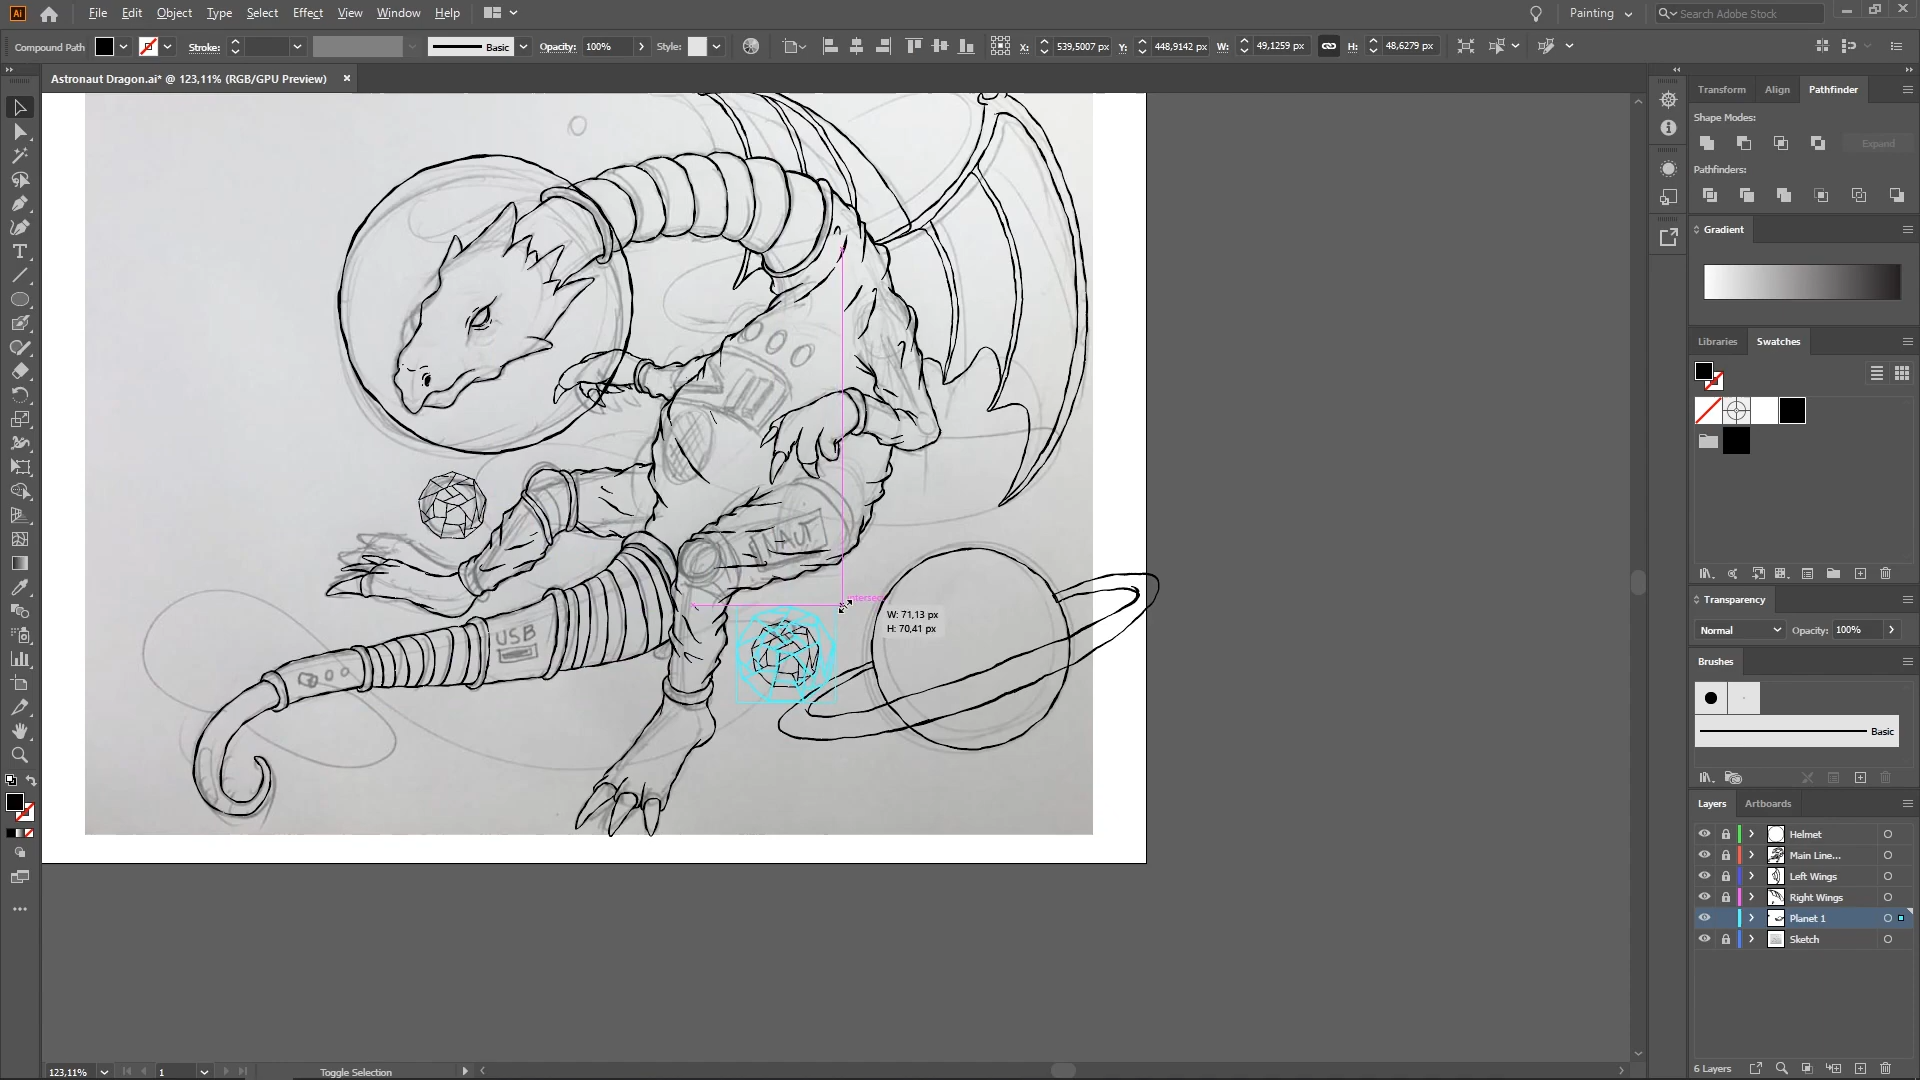 Ai File Edit Object Type Select Effect View Window Help Painting Search Adobe Stock
Compound Path Stroke: Basic Opacity: 100% Style: X: 539,5007 px Y: 448,9142 px W: 49,1259 px H: 48,6279 px
Astronaut Dragon.ai* @ 123,11% (RGB/GPU Preview)
Transform Align Pathfinder
Shape Modes:
Expand
Pathfinders:
Gradient
Libraries Swatches
NAUT
USB
intersect
W: 71,13 px
H: 70,41 px
Transparency
Normal Opacity: 100%
Brushes
Basic
Layers Artboards
Helmet
Main Line...
Left Wings
Right Wings
Planet 1
Sketch
6 Layers
123,11% 1 Toggle Selection